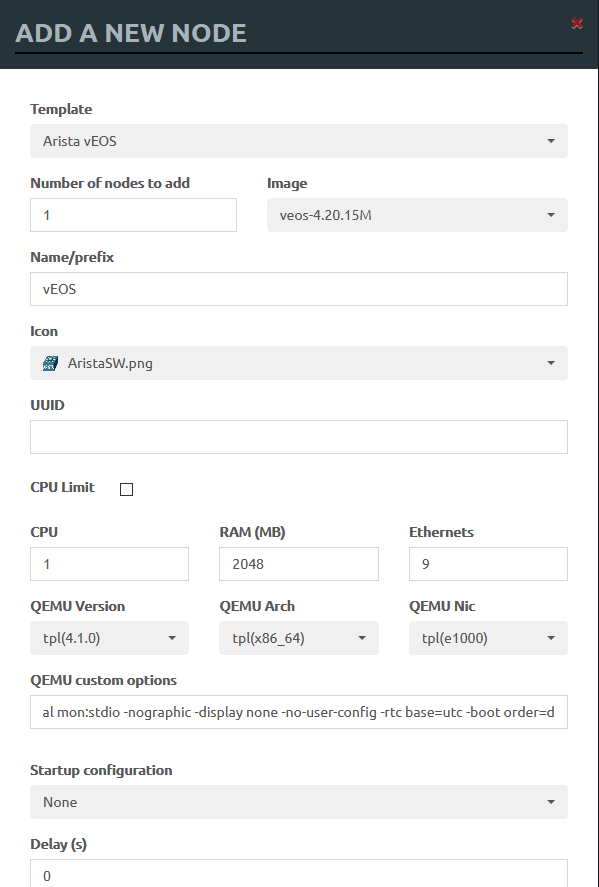 ADD A NEW NODE
Template
Arista vEOS
Number of nodes to add Image
1 veos-4.20.15M
Name/prefix
vEOS
Icon
AristaSW.png
UUID
CPU Limit
CPU RAM (MB) Ethernets
1 2048 9
QEMU Version QEMU Arch QEMU Nic
tpl(4.1.0) tpl(x86_64) tpl(e1000)
QEMU custom options
al mon:stdio -nographic -display none -no-user-config -rtc base=utc -boot order=d
Startup configuration
None
Delay (s)
0